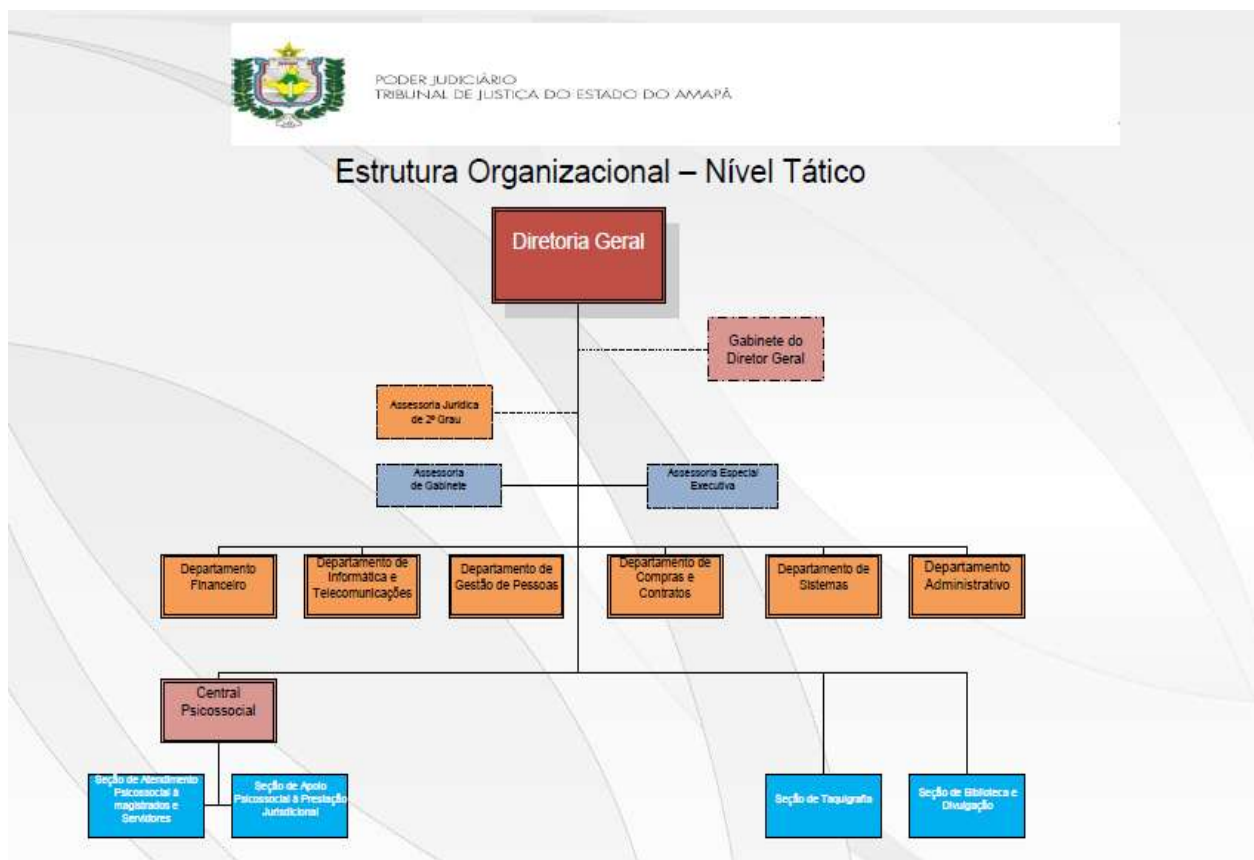 PODER JUDICIÁRIO
TRIBUNAL DE JUSTIÇA DO ESTADO DO AMAPÁ
Estrutura Organizacional – Nível Tático
Diretoria Geral
Gabinete do
Diretor Geral
Assessoria Jurídica
de 2º Grau
Assessoria
de Gabinete
Assessoria Especial
Executiva
Departamento
Financeiro
Departamento de
Informática e
Telecomunicações
Departamento de
Gestão de Pessoas
Departamento de
Compras e
Contratos
Departamento de
Sistemas
Departamento
Administrativo
Central
Psicossocial
Seção de Atendimento
Psicossocial à
magistrados e
Servidores
Seção de Apoio
Psicossocial à Prestação
Jurisdicional
Seção de Taquigrafia
Seção de Biblioteca e
Divulgação